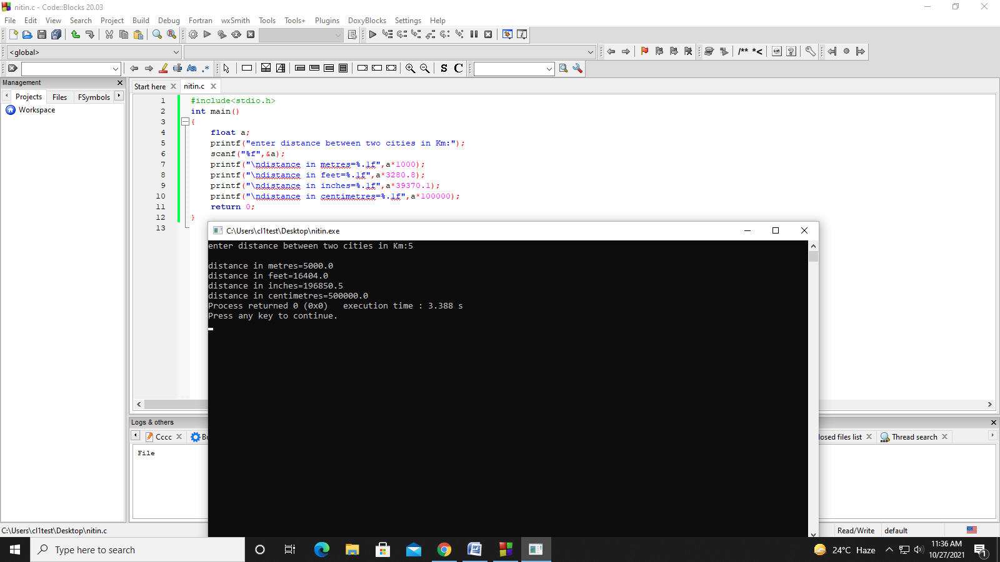 nitin.c - Code::Blocks 20.03
File Edit View Search Project Build Debug Fortran wxSmith Tools Tools+ Plugins DoxyBlocks Settings Help
<global>
/** *<
Aa .*
S C
Management
Projects Files FSymbols
Workspace
Start here nitin.c
1 #include<stdio.h>
2 int main()
3 {
4 float a;
5 printf("enter distance between two cities in Km:");
6 scanf("%f",&a);
7 printf("\ndistance in metres=%.1f",a*1000);
8 printf("\ndistance in feet=%.1f",a*3280.8);
9 printf("\ndistance in inches=%.1f",a*39370.1);
10 printf("\ndistance in centimetres=%.1f",a*100000);
11 return 0;
12 }
13
C:\Users\cl1test\Desktop\nitin.exe
enter distance between two cities in Km:5
distance in metres=5000.0
distance in feet=16404.0
distance in inches=196850.5
distance in centimetres=500000.0
Process returned 0 (0x0)   execution time : 3.388 s
Press any key to continue.
Logs & others
Cccc Bu losed files list Thread search
File
C:\Users\cl1test\Desktop\nitin.c Read/Write default
Type here to search
24°C Haze
11:36 AM
10/27/2021
1